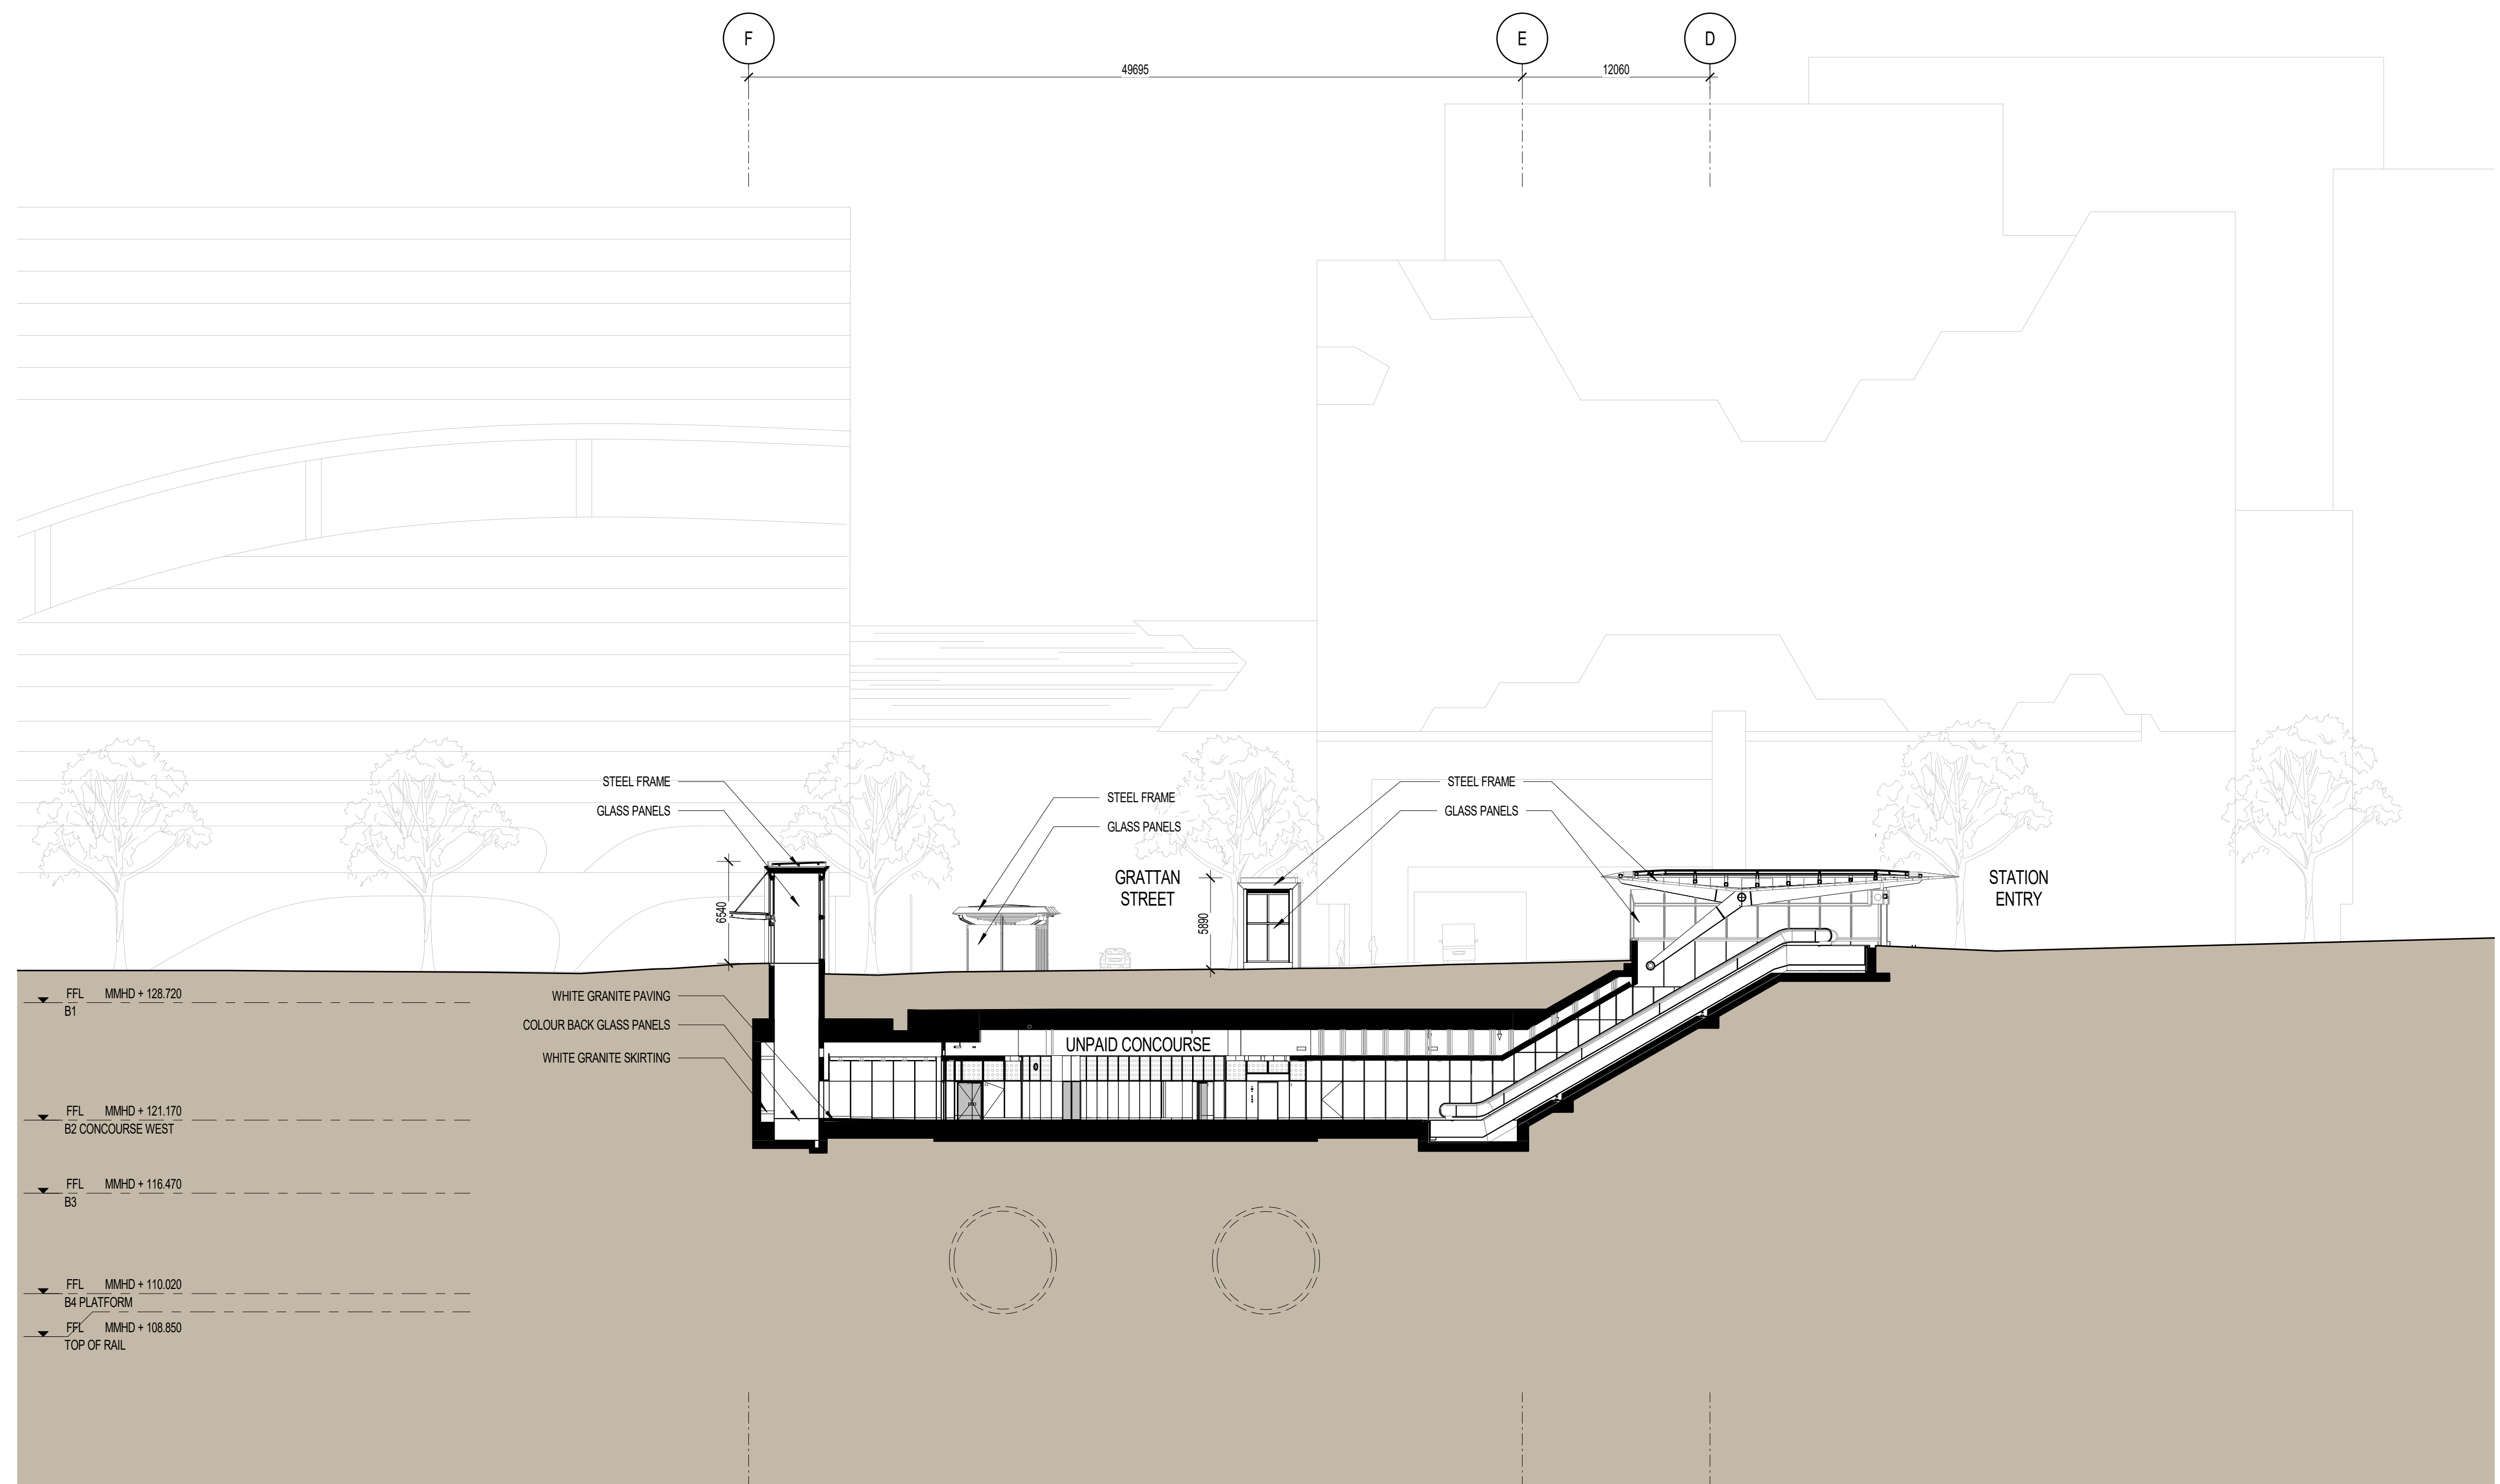 F
E
D
49695
12060
STEEL FRAME
GLASS PANELS
STEEL FRAME
GLASS PANELS
STEEL FRAME
GLASS PANELS
GRATTAN
STREET
STATION
ENTRY
6540
5890
FFL MMHD + 128.720
B1
WHITE GRANITE PAVING
COLOUR BACK GLASS PANELS
WHITE GRANITE SKIRTING
UNPAID CONCOURSE
FFL MMHD + 121.170
B2 CONCOURSE WEST
FFL MMHD + 116.470
B3
FFL MMHD + 110.020
B4 PLATFORM
FFL MMHD + 108.850
TOP OF RAIL